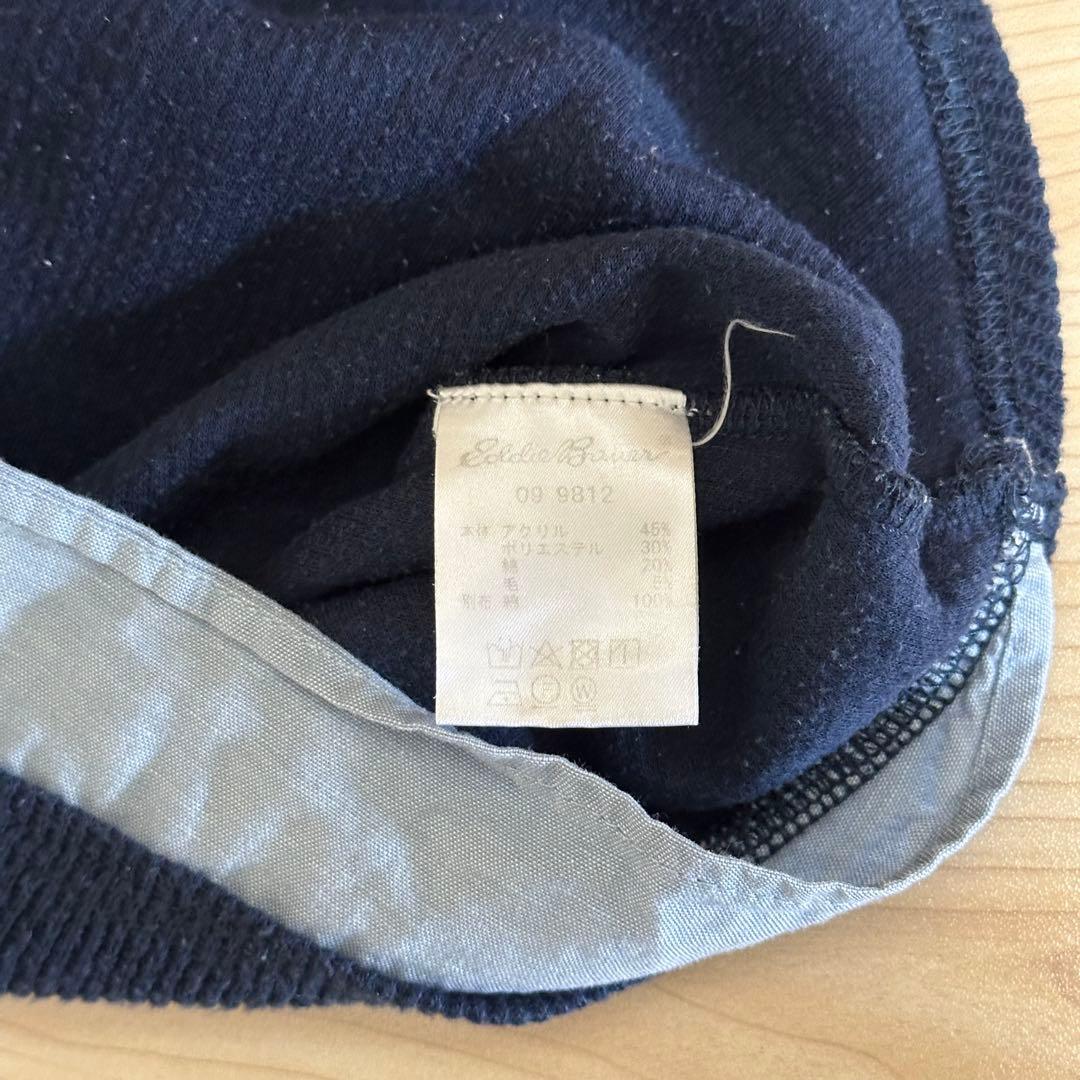 Eddie Bauer®
09 9812
本体 アクリル 45%
ポリエステル 30%
綿 20%
毛 5%
別布 綿 100%
F W